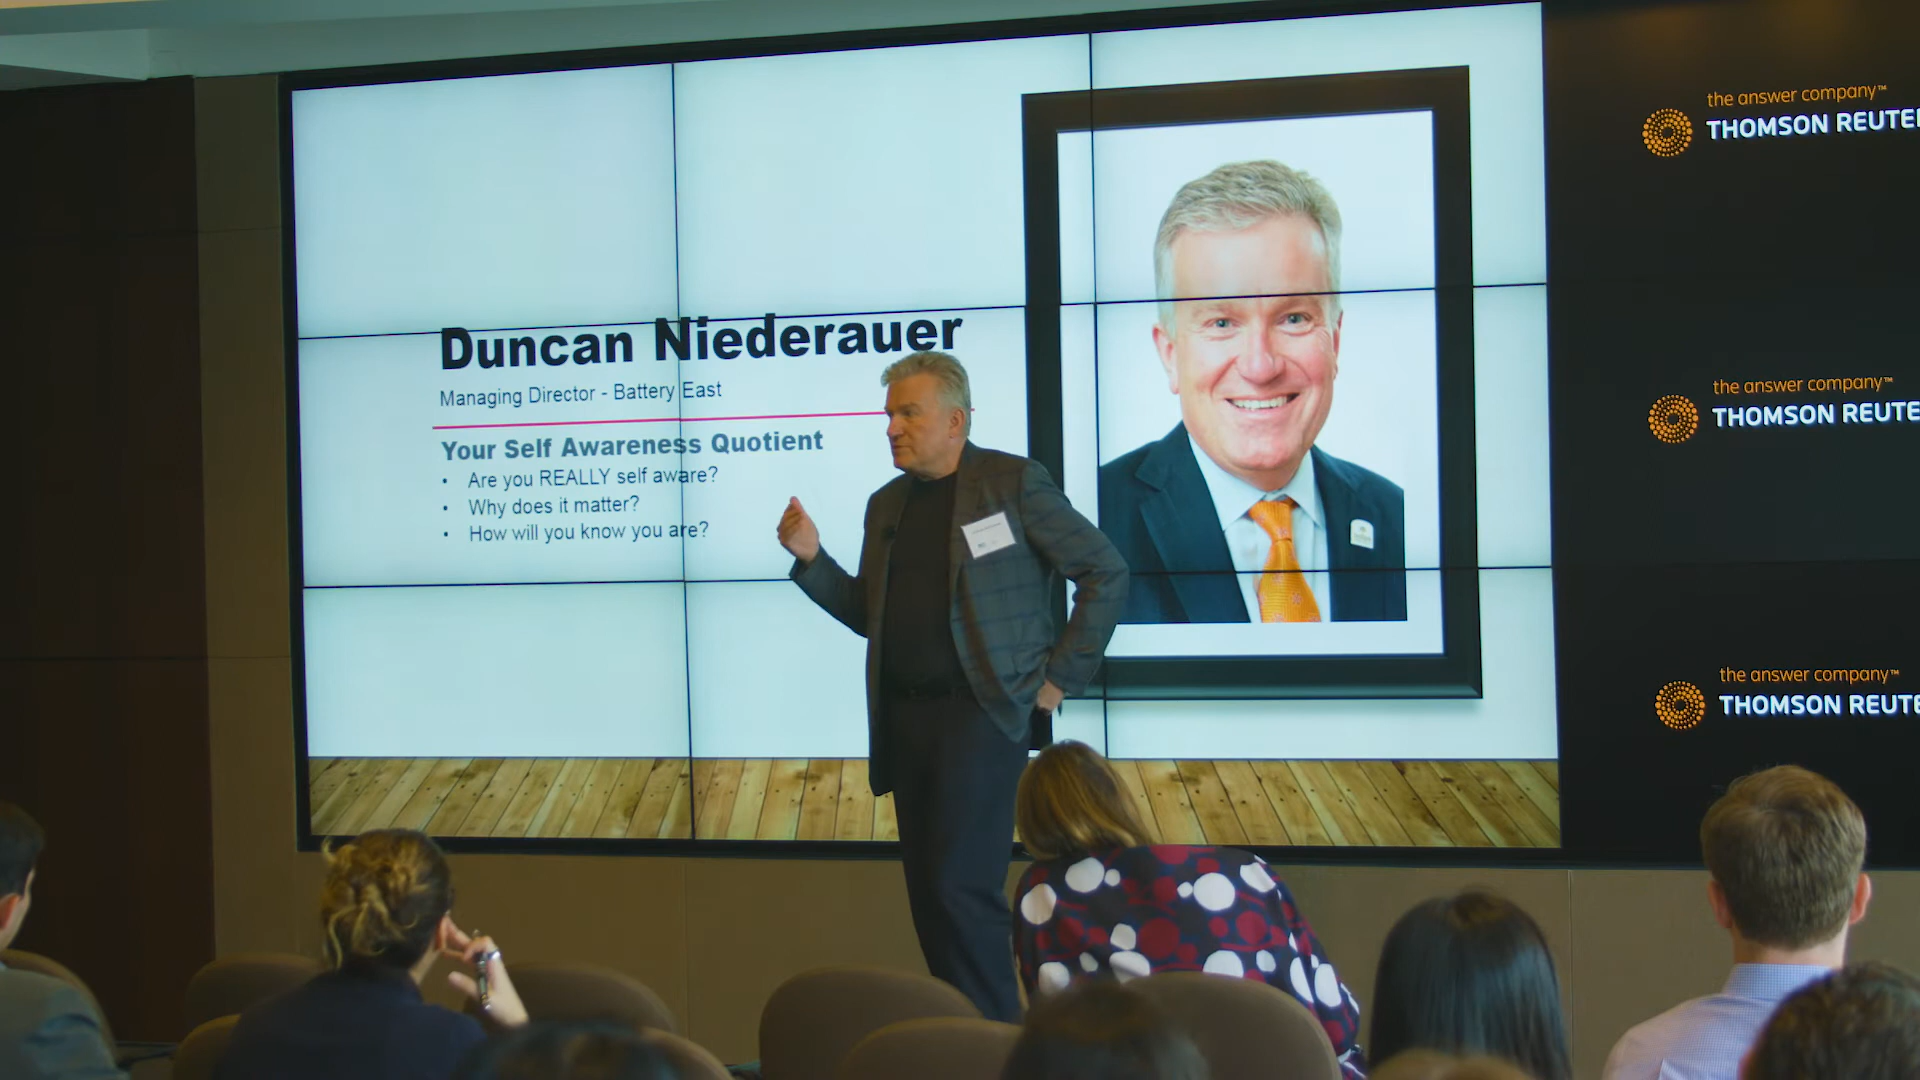 Duncan Niederauer
Managing Director - Battery East
Your Self Awareness Quotient
• Are you REALLY self aware?
• Why does it matter?
• How will you know you are?
the answer company™
THOMSON REUTE
the answer company™
THOMSON REUTE
the answer company™
THOMSON REUTE